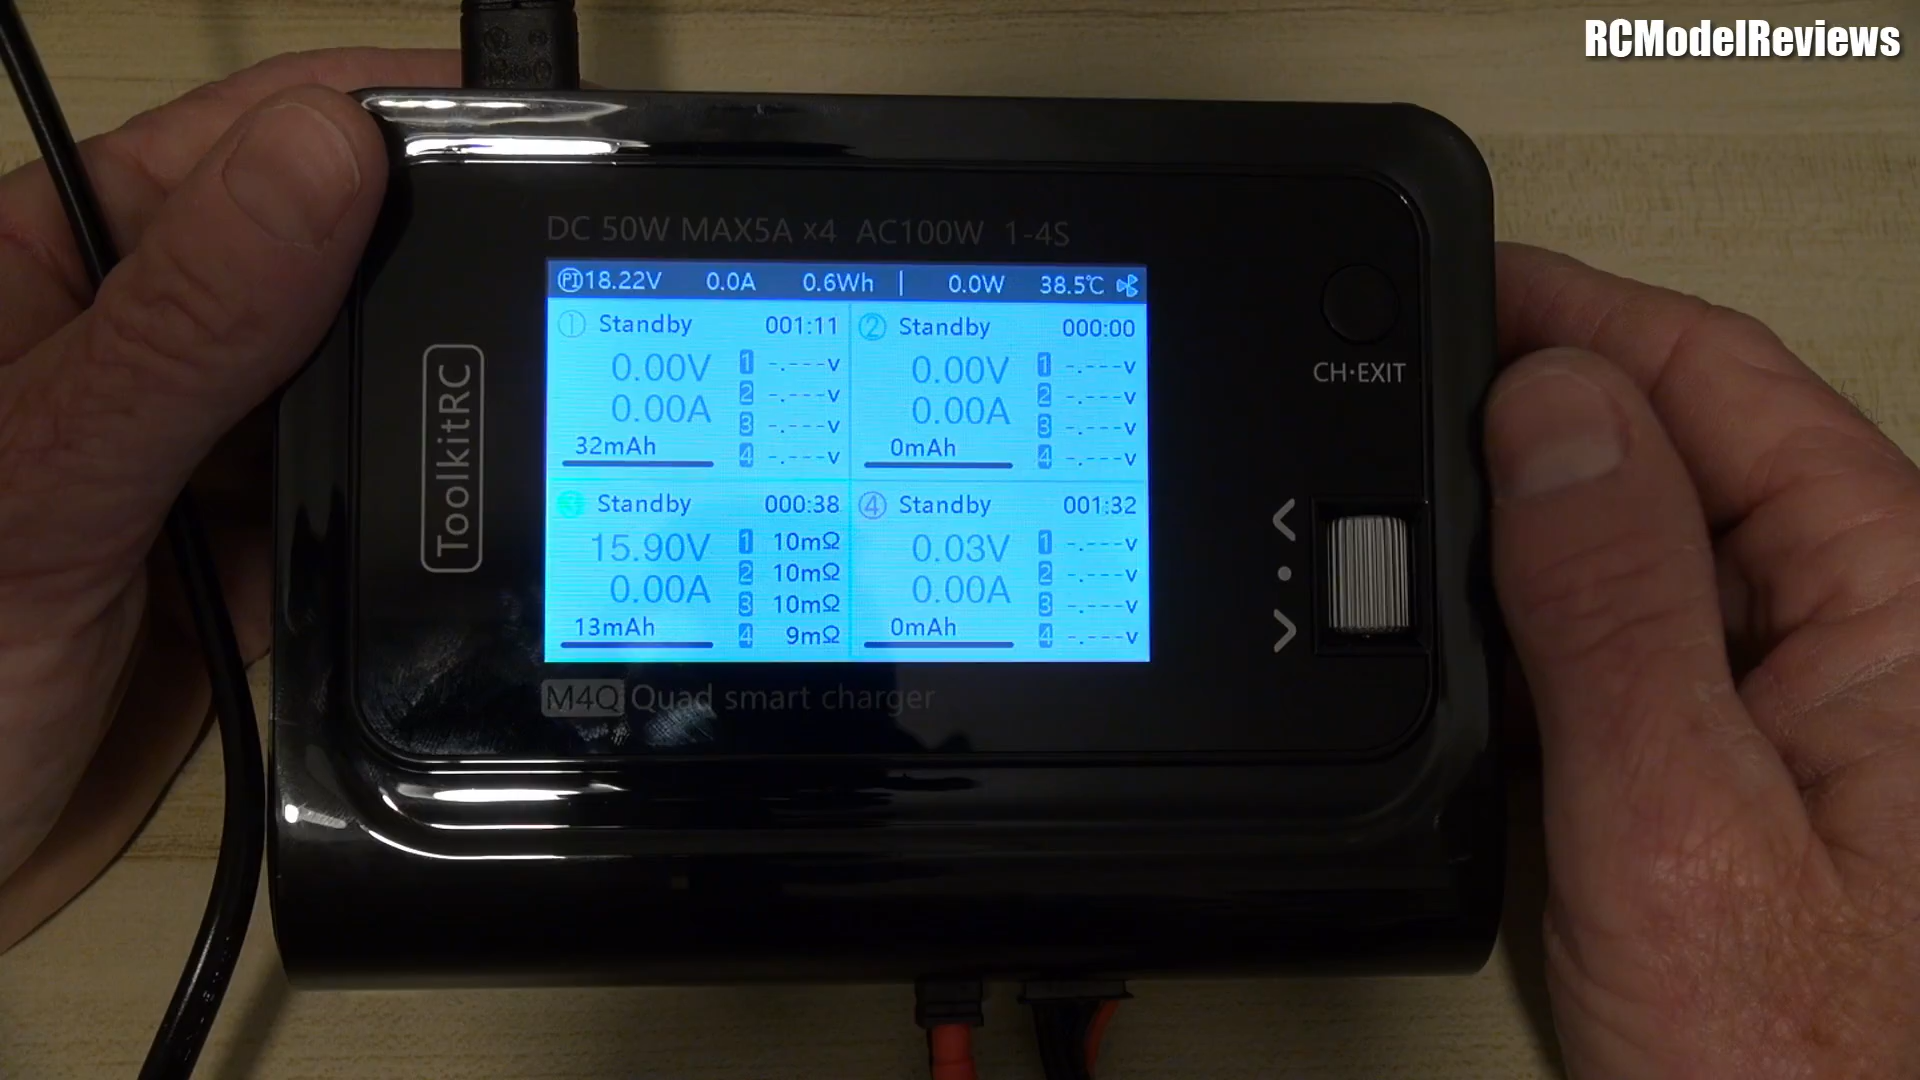 RCModelReviews
DC 50W MAX5A x4 AC100W 1-4S
PI 18.22V 0.0A 0.6Wh | 0.0W 38.5℃
1 Standby 001:11
0.00V
0.00A
32mAh
1 -.---v
2 -.---v
3 -.---v
4 -.---v
2 Standby 000:00
0.00V
0.00A
0mAh
1 -.---v
2 -.---v
3 -.---v
4 -.---v
3 Standby 000:38
15.90V
0.00A
13mAh
1 10mΩ
2 10mΩ
3 10mΩ
4 9mΩ
4 Standby 001:32
0.03V
0.00A
0mAh
1 -.---v
2 -.---v
3 -.---v
4 -.---v
ToolkitRC
CH•EXIT
M4Q Quad smart charger